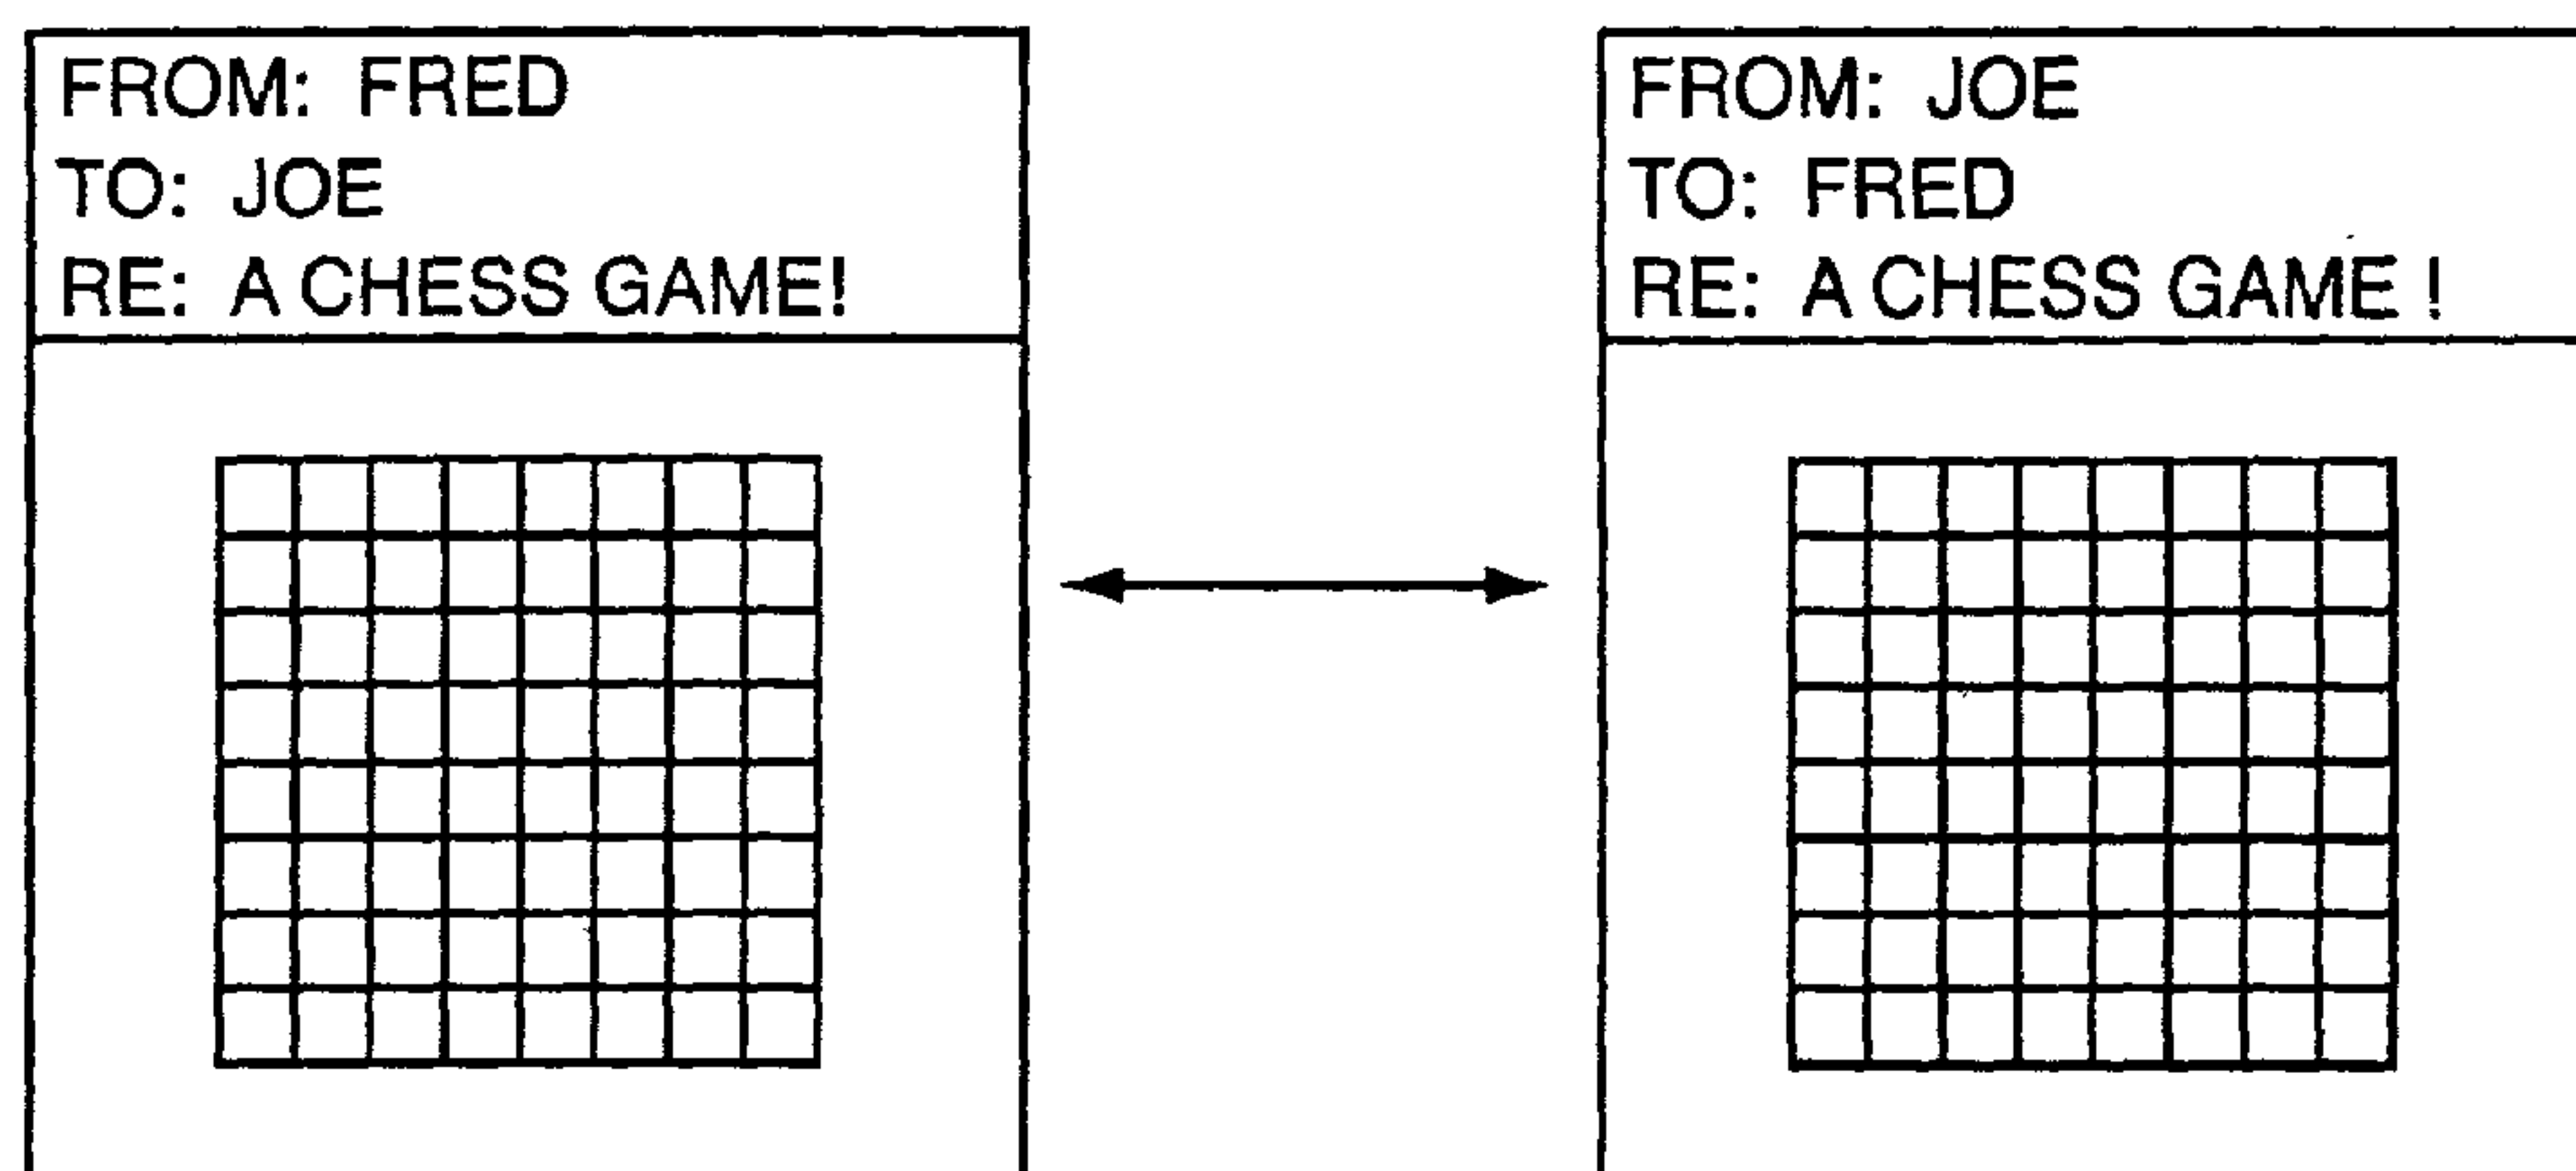 FROM: FRED
TO: JOE
RE: A CHESS GAME!
FROM: JOE
TO: FRED
RE: A CHESS GAME !